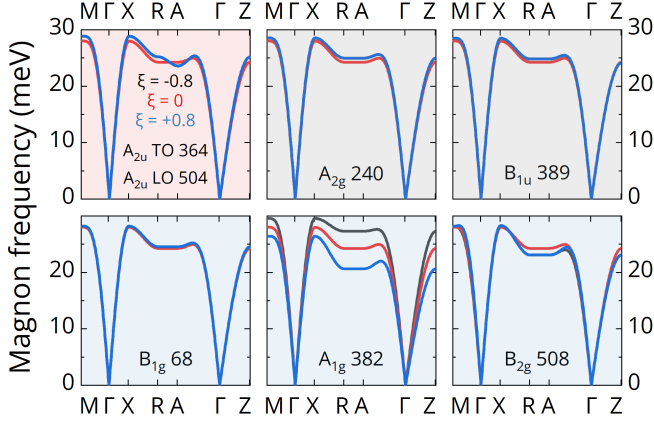 M Γ X R A Γ Z M Γ X R A Γ Z M Γ X R A Γ Z
Magnon frequency (meV)
30
20
10
0
ξ = -0.8
ξ = 0
ξ = +0.8
A2u TO 364
A2u LO 504
A2g 240
B1u 389
30
20
10
0
B1g 68
A1g 382
B2g 508
20
10
0
20
10
0
M Γ X R A Γ Z M Γ X R A Γ Z M Γ X R A Γ Z